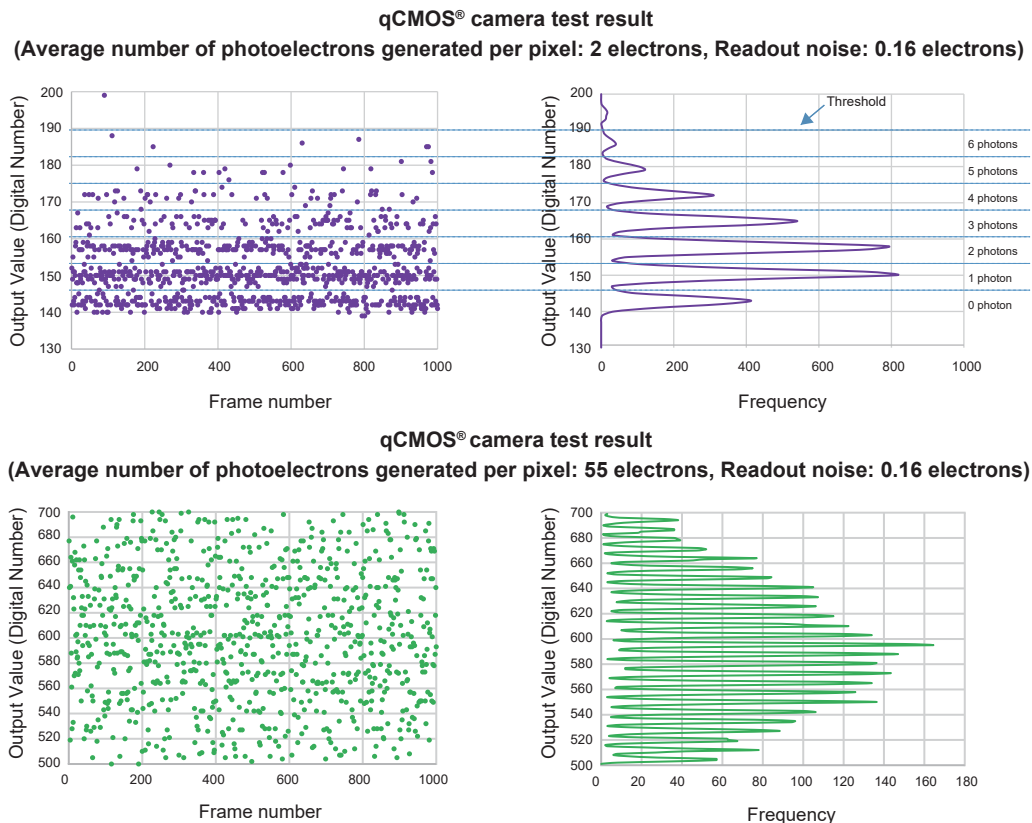 qCMOS® camera test result
(Average number of photoelectrons generated per pixel: 2 electrons, Readout noise: 0.16 electrons)
Output Value (Digital Number)
200
190
180
170
160
150
140
130
0 200 400 600 800 1000
Frame number
Output Value (Digital Number)
200
190
180
170
160
150
140
130
0 200 400 600 800 1000
Frequency
Threshold
6 photons
5 photons
4 photons
3 photons
2 photons
1 photon
0 photon
qCMOS® camera test result
(Average number of photoelectrons generated per pixel: 55 electrons, Readout noise: 0.16 electrons)
Output Value (Digital Number)
700
680
660
640
620
600
580
560
540
520
500
0 200 400 600 800 1000
Frame number
Output Value (Digital Number)
700
680
660
640
620
600
580
560
540
520
500
0 20 40 60 80 100 120 140 160 180
Frequency